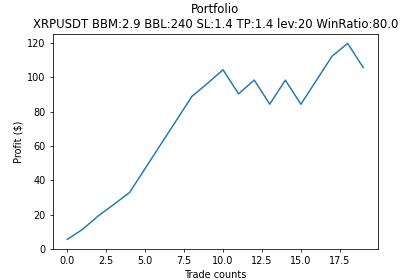 Portfolio
XRPUSDT BBM:2.9 BBL:240 SL:1.4 TP:1.4 lev:20 WinRatio:80.0
120
100
80
60
40
20
0
Profit ($)
0.0 2.5 5.0 7.5 10.0 12.5 15.0 17.5
Trade counts